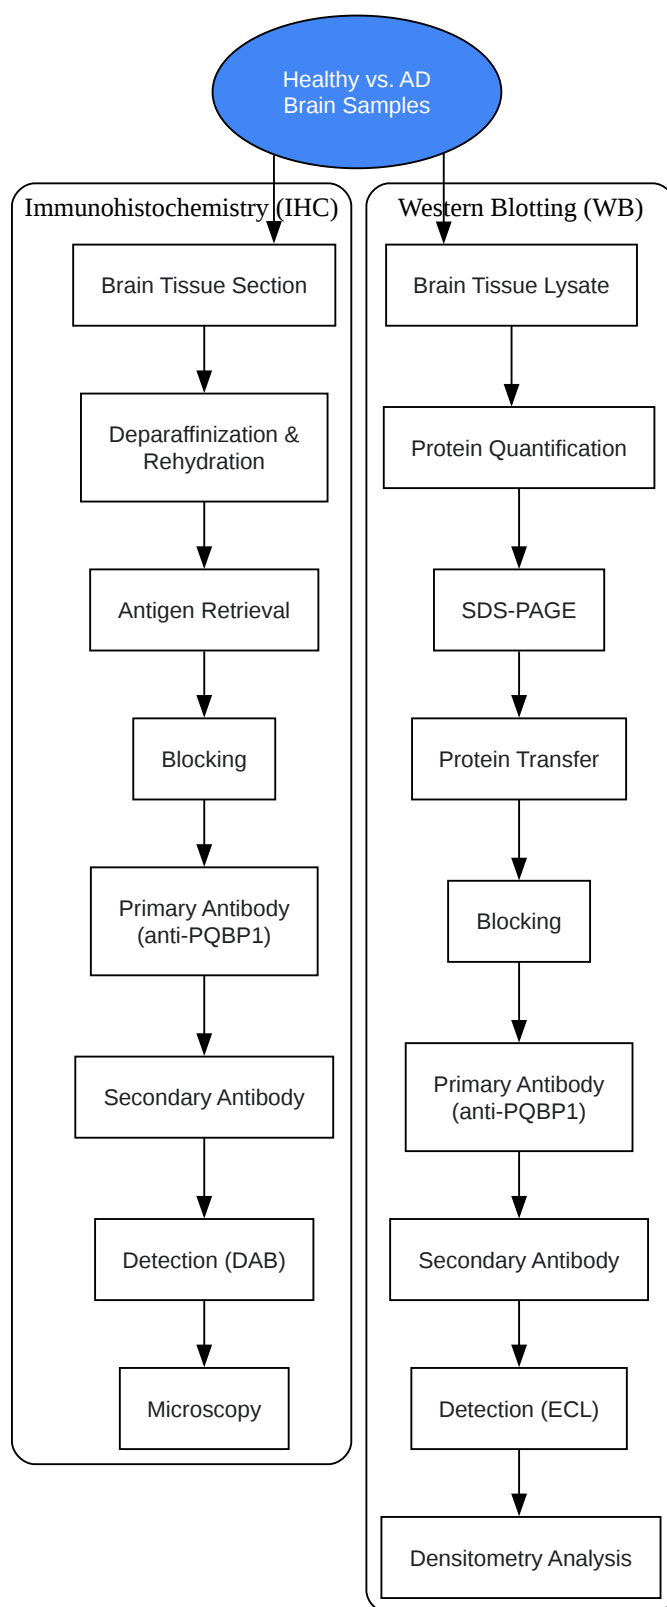 Healthy vs. AD
Brain Samples
Immunohistochemistry (IHC)
Brain Tissue Section
Deparaffinization &
Rehydration
Antigen Retrieval
Blocking
Primary Antibody
(anti-PQBP1)
Secondary Antibody
Detection (DAB)
Microscopy
Western Blotting (WB)
Brain Tissue Lysate
Protein Quantification
SDS-PAGE
Protein Transfer
Blocking
Primary Antibody
(anti-PQBP1)
Secondary Antibody
Detection (ECL)
Densitometry Analysis